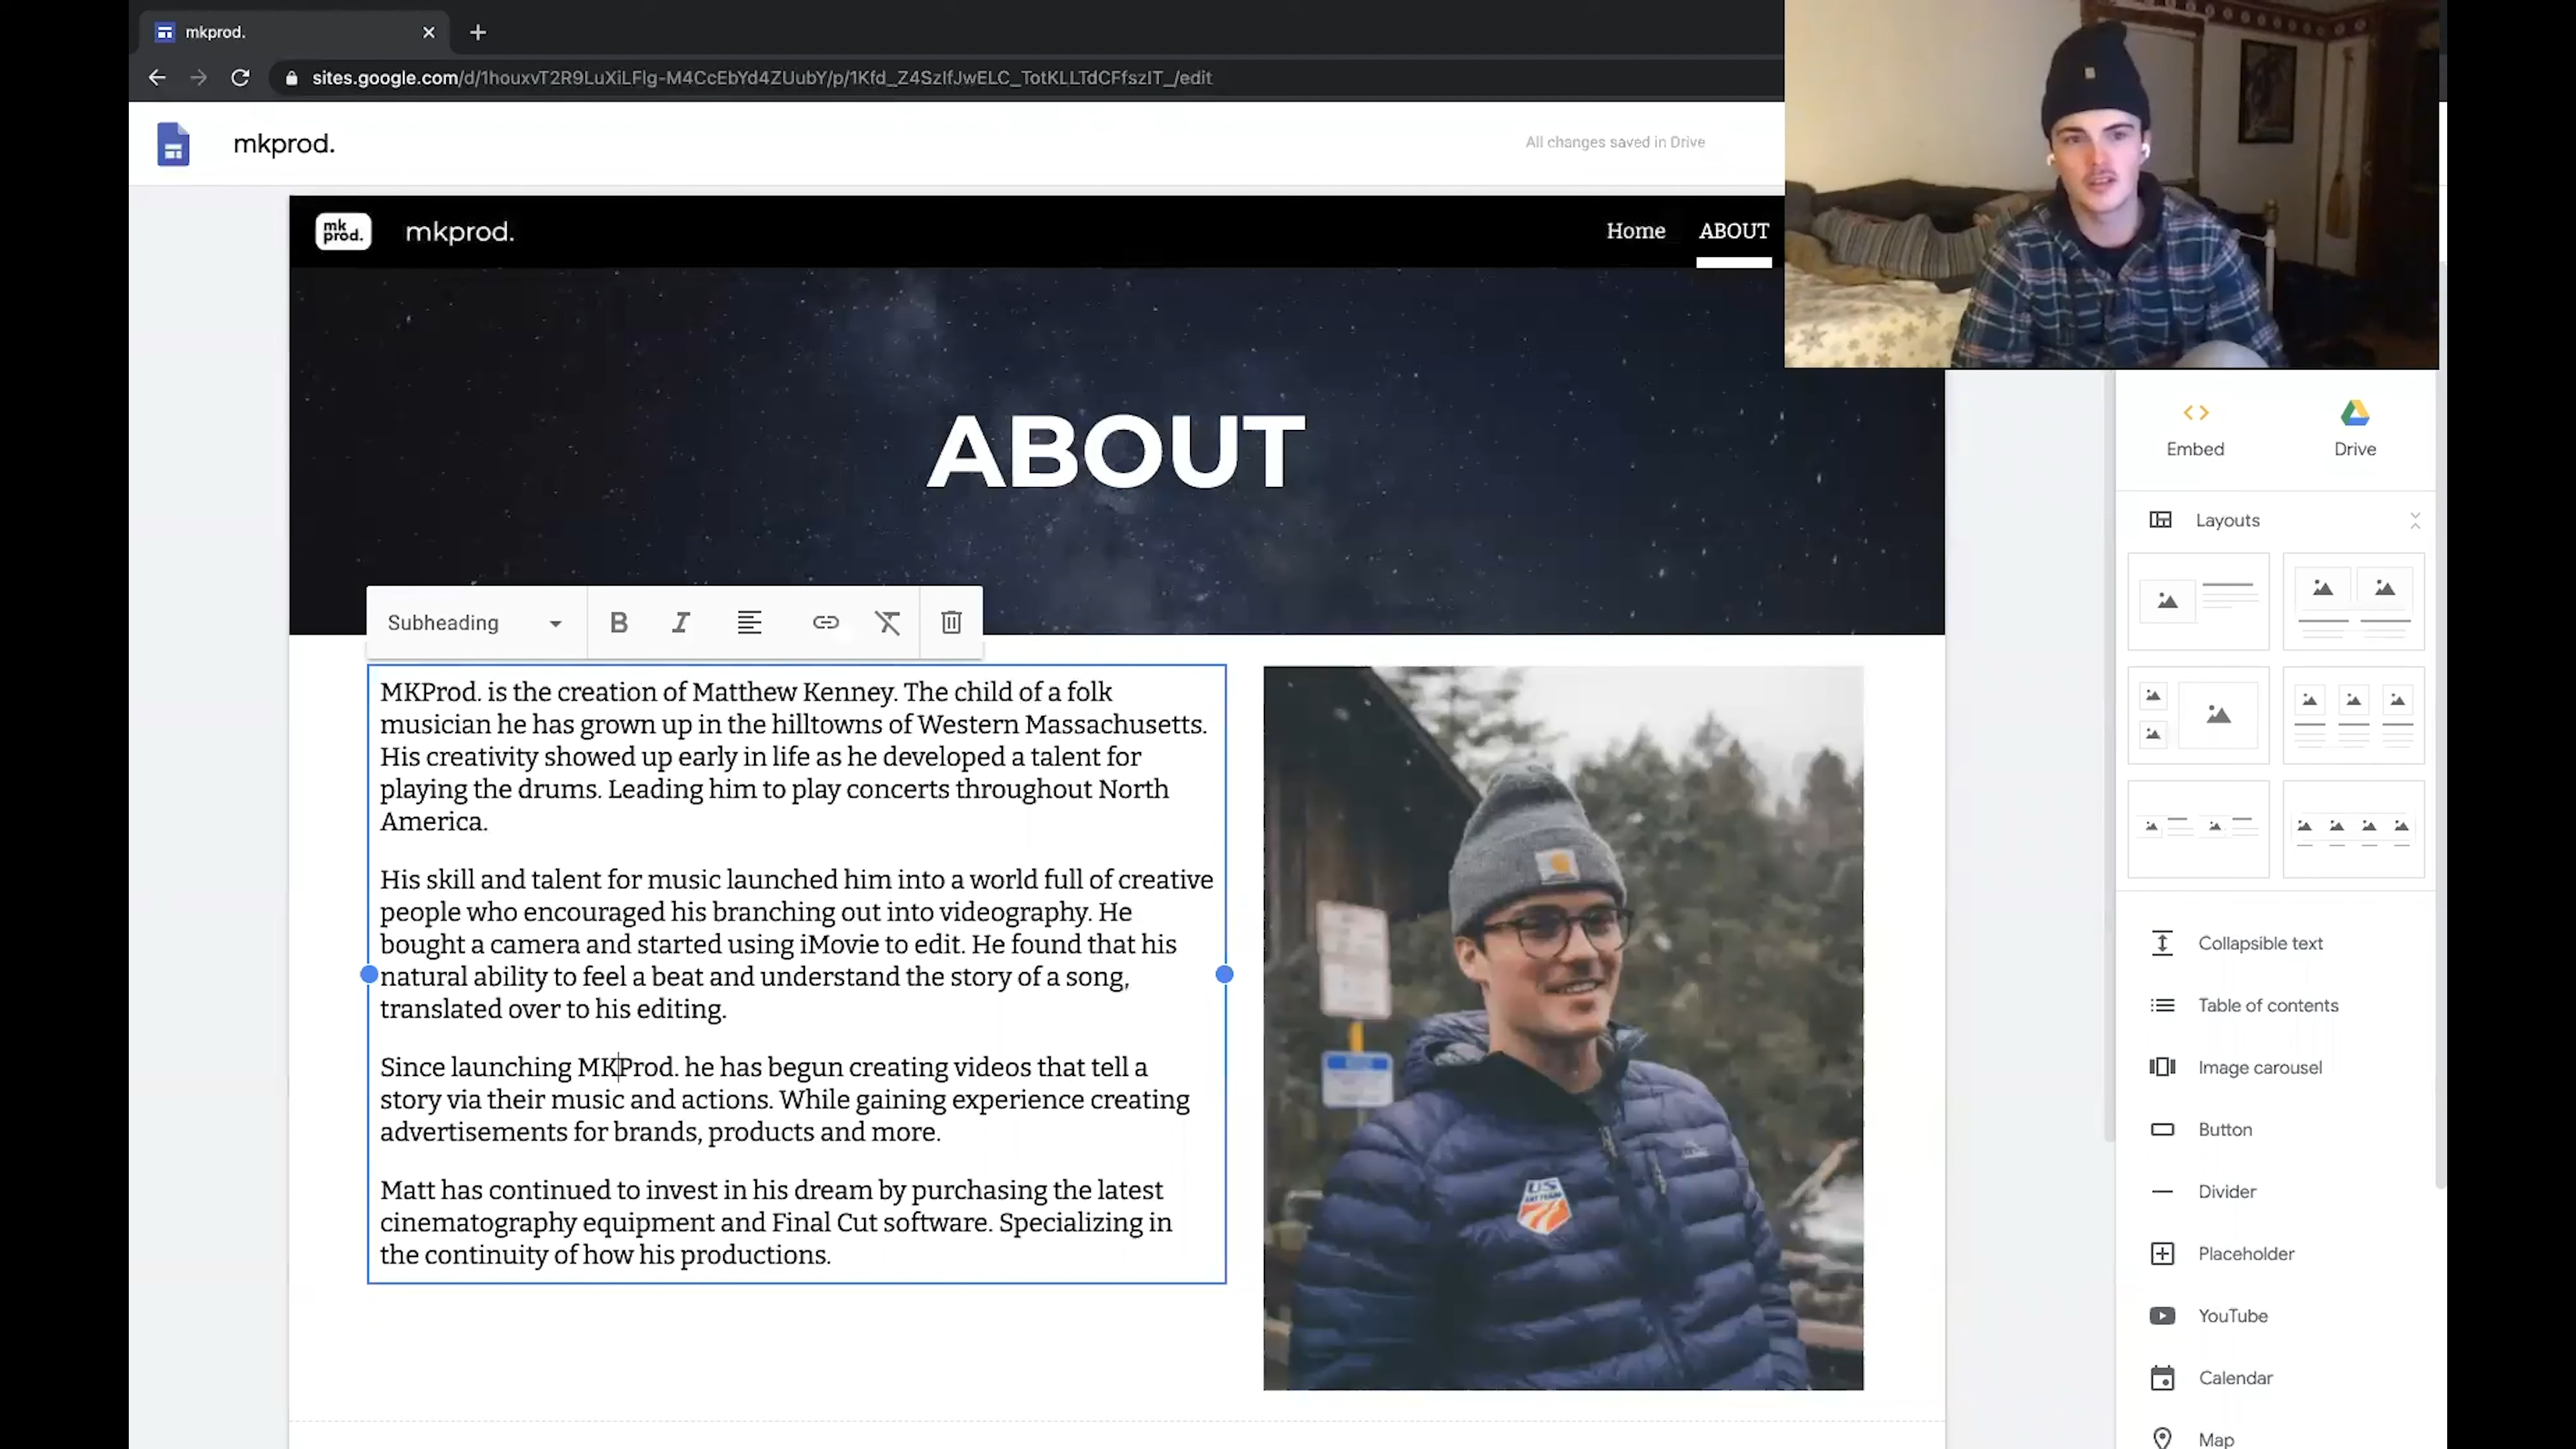 mkprod.
sites.google.com/d/1houxvT2R9LuXiLFlg-M4CcEbYd4ZUubY/p/1Kfd_Z4SzlfJwELC_TotKLLTdCFfszIT_/edit
mkprod.
All changes saved in Drive
mk
prod.
mkprod.
Home
ABOUT
ABOUT
Embed
Drive
Layouts
Subheading
MKProd. is the creation of Matthew Kenney. The child of a folk
musician he has grown up in the hilltowns of Western Massachusetts.
His creativity showed up early in life as he developed a talent for
playing the drums. Leading him to play concerts throughout North
America.
His skill and talent for music launched him into a world full of creative
people who encouraged his branching out into videography. He
bought a camera and started using iMovie to edit. He found that his
natural ability to feel a beat and understand the story of a song,
translated over to his editing.
Since launching MKProd. he has begun creating videos that tell a
story via their music and actions. While gaining experience creating
advertisements for brands, products and more.
Matt has continued to invest in his dream by purchasing the latest
cinematography equipment and Final Cut software. Specializing in
the continuity of how his productions.
US
Collapsible text
Table of contents
Image carousel
Button
Divider
Placeholder
YouTube
Calendar
Map